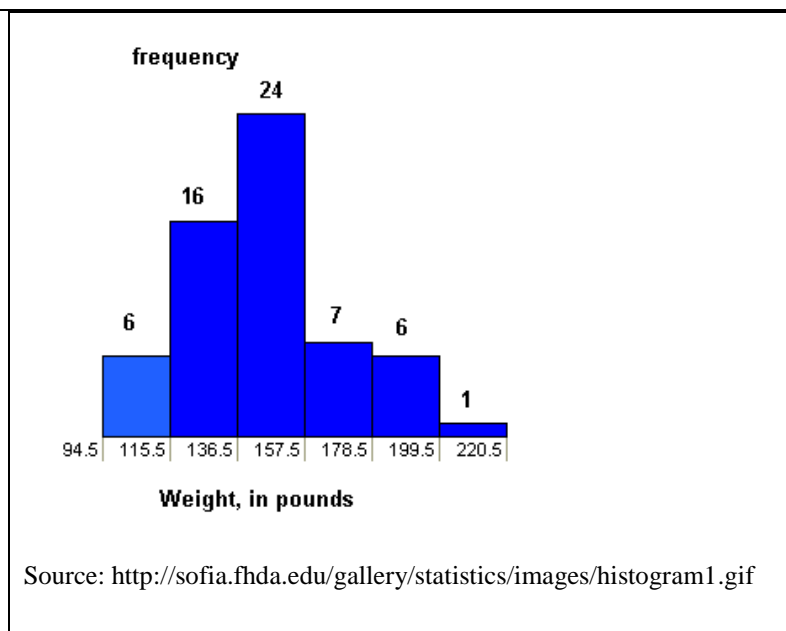 frequency
24
16
6
7
6
1
94.5 115.5 136.5 157.5 178.5 199.5 220.5
Weight, in pounds
Source: http://sofia.fhda.edu/gallery/statistics/images/histogram1.gif